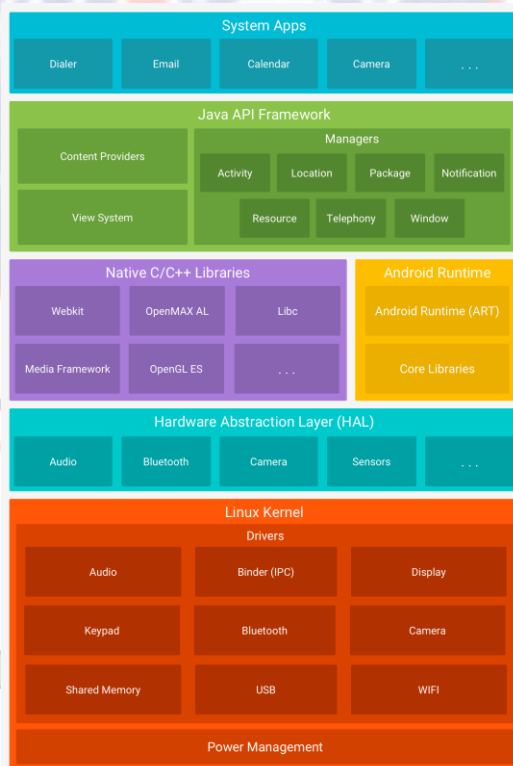 System Apps
Dialer
Email
Calendar
Camera
. . .
Java API Framework
Content Providers
View System
Managers
Activity
Location
Package
Notification
Resource
Telephony
Window
Native C/C++ Libraries
Webkit
OpenMAX AL
Libc
Media Framework
OpenGL ES
. . .
Android Runtime
Android Runtime (ART)
Core Libraries
Hardware Abstraction Layer (HAL)
Audio
Bluetooth
Camera
Sensors
. . .
Linux Kernel
Drivers
Audio
Binder (IPC)
Display
Keypad
Bluetooth
Camera
Shared Memory
USB
WIFI
Power Management